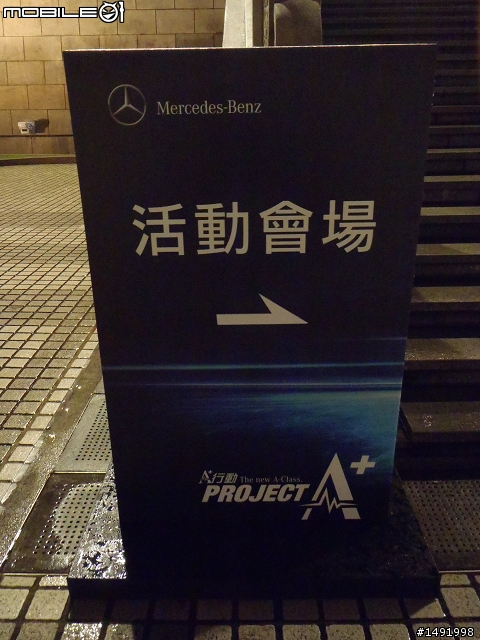 MOBILE01
Mercedes-Benz
活動會場
A+行動 The new A-Class.
PROJECT A+
#1491998